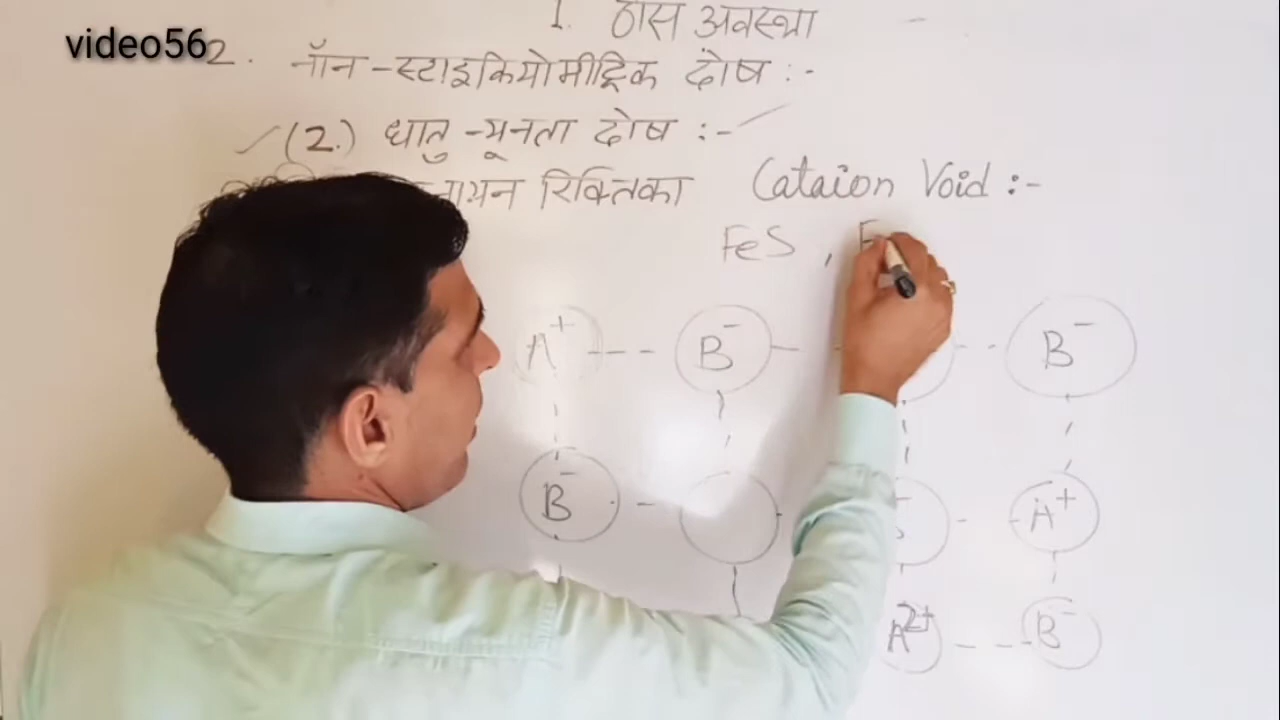 video56
1. ठोस अवस्था
2. नॉन-स्टाइकियोमीट्रिक दोष :-
(2.) धातु-न्यूनता दोष :-
रिक्तिका Cataion Void :-
FeS , F
A+ --- B- - B-
B- - - A+
A2+ --- B-